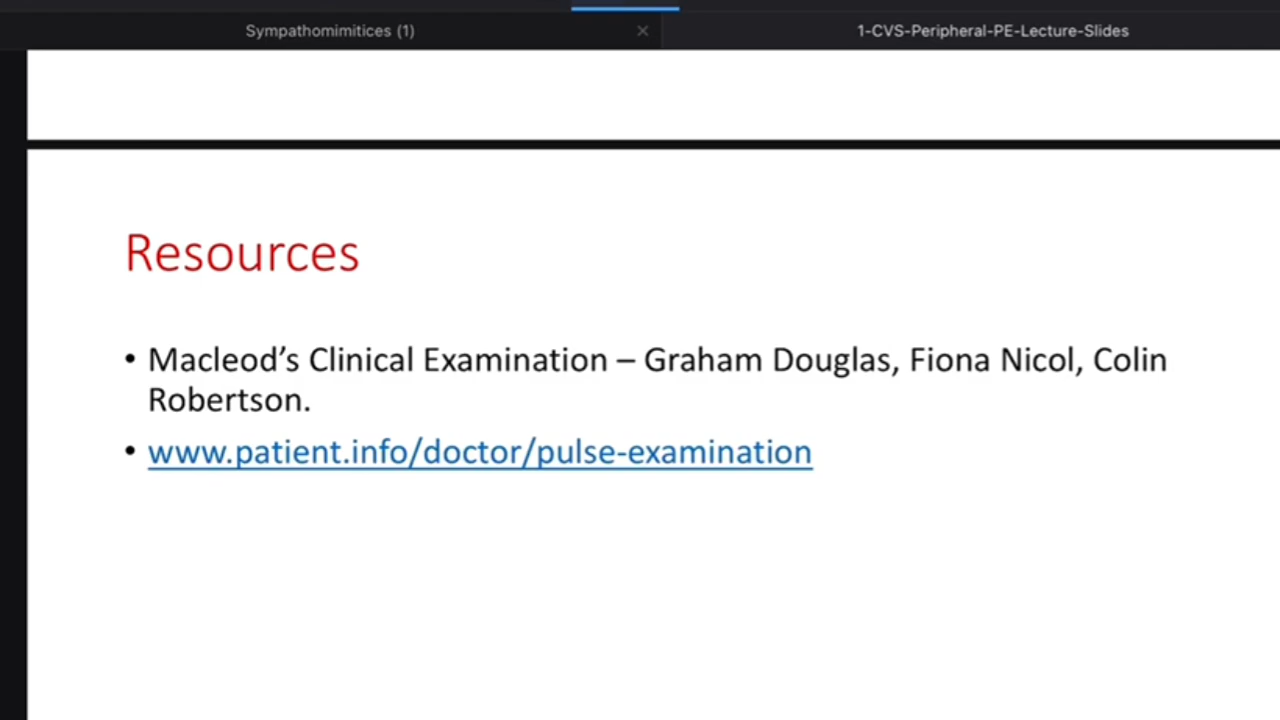 Sympathomimitices (1)
1-CVS-Peripheral-PE-Lecture-Slides
Resources
• Macleod’s Clinical Examination – Graham Douglas, Fiona Nicol, Colin
Robertson.
• www.patient.info/doctor/pulse-examination